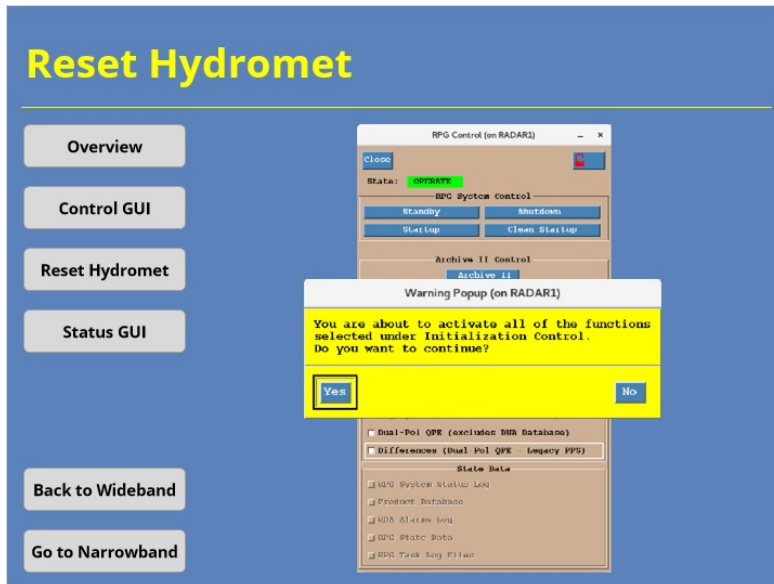 Reset Hydromet
Overview
Control GUI
Reset Hydromet
Status GUI
Back to Wideband
Go to Narrowband
RPG Control (on RADAR1)
Close
State: OPERATE
RPG System Control
Standby Shutdown
Startup Clean Startup
Archive II Control
Archive II
Warning Popup (on RADAR1)
You are about to activate all of the functions
selected under Initialization Control.
Do you want to continue?
Yes No
Dual-Pol QPE (excludes DUA Database)
Differences (Dual Pol QPE - Legacy PPS)
State Data
RPG System Status Log
Product Database
RDA Alarms Log
RPG State Data
RPG Task Log Files